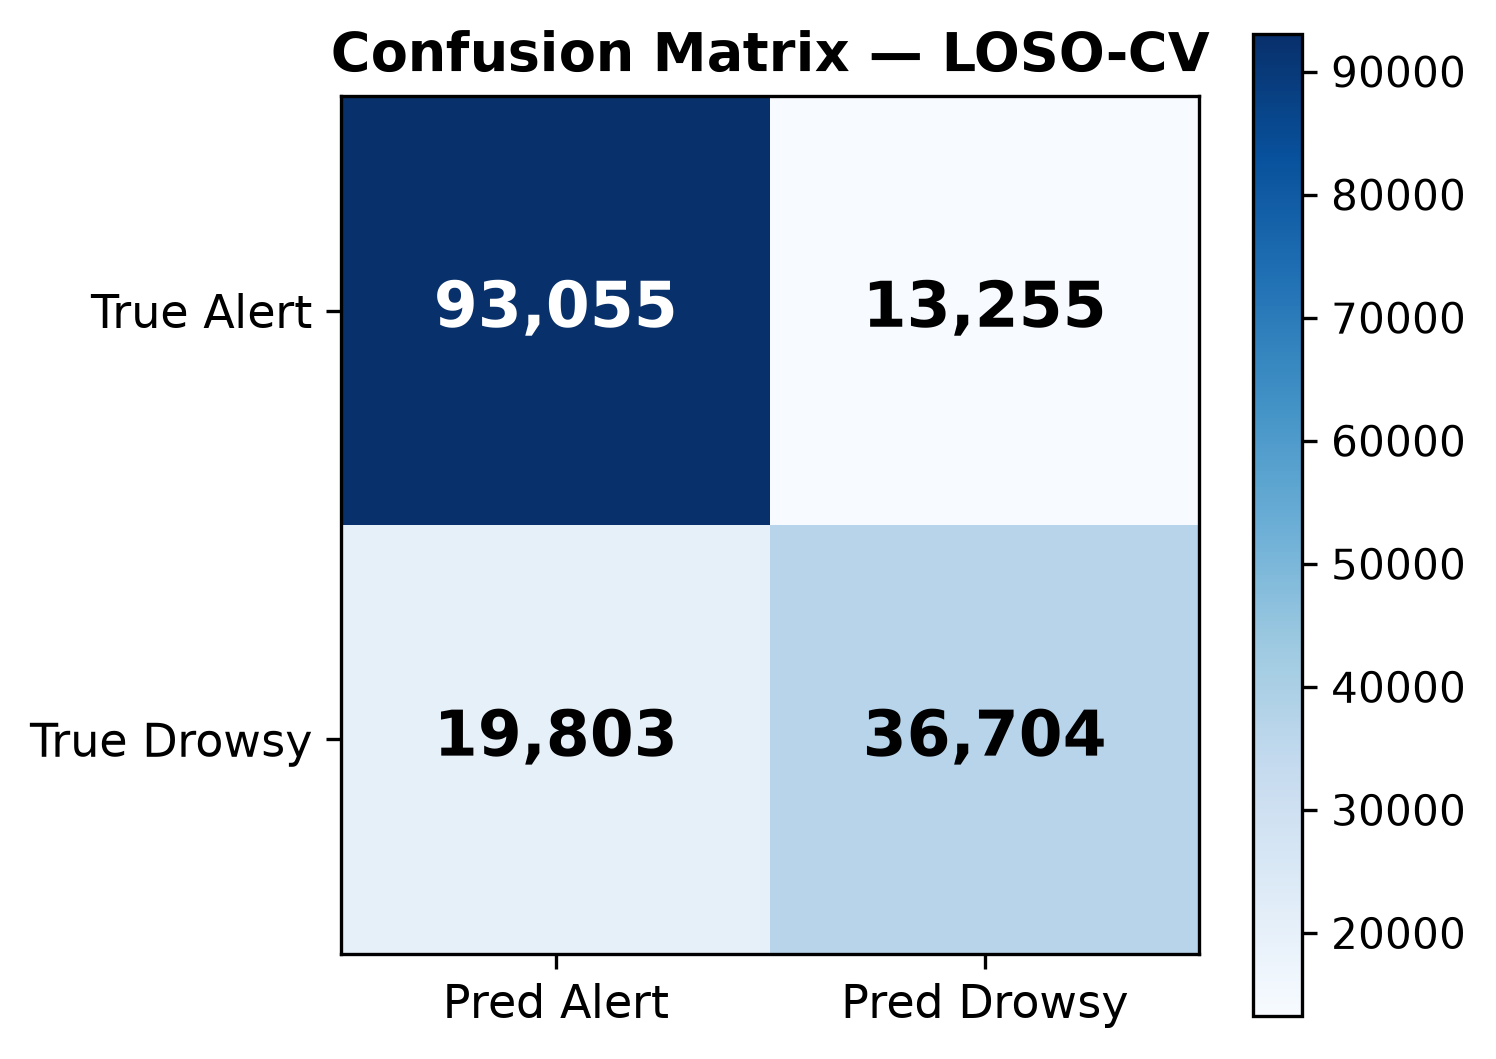 Confusion Matrix — LOSO-CV
True Alert
93,055
13,255
True Drowsy
19,803
36,704
Pred Alert
Pred Drowsy
90000
80000
70000
60000
50000
40000
30000
20000